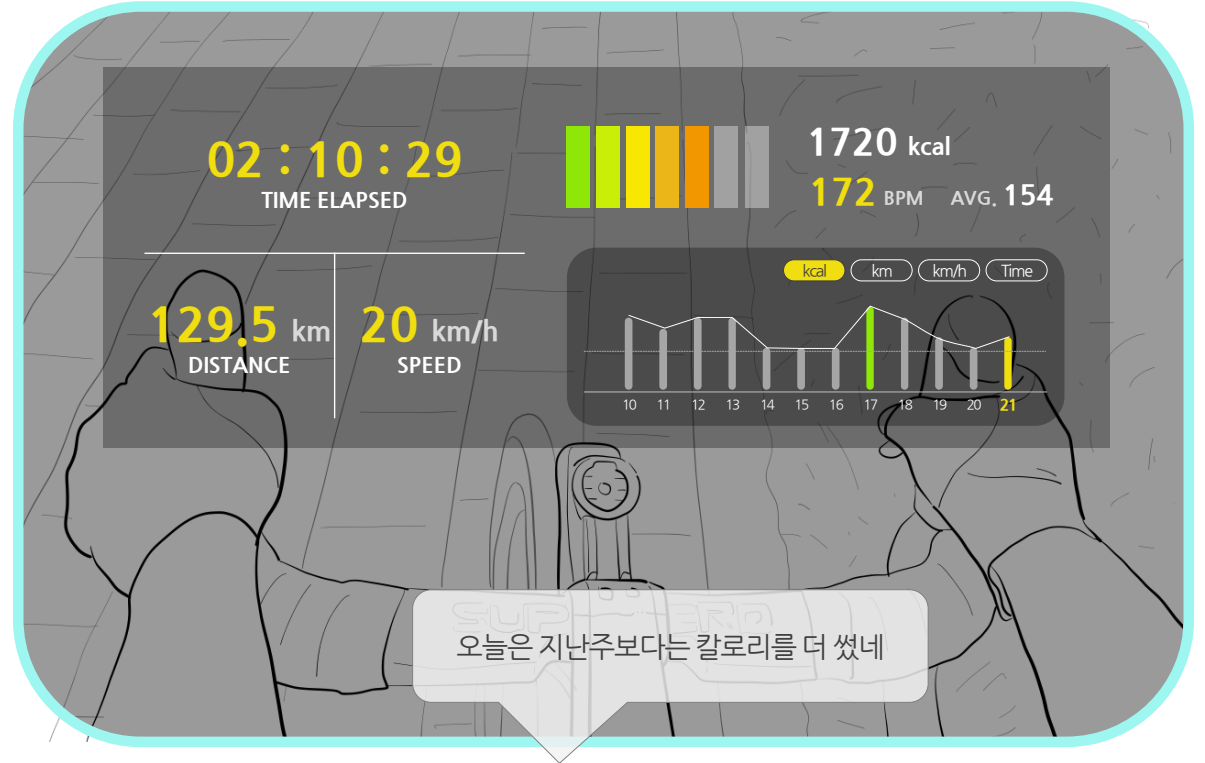 02 : 10 : 29
TIME ELAPSED
129.5 km
DISTANCE
20 km/h
SPEED
1720 kcal
172 BPM AVG. 154
kcal km km/h Time
10 11 12 13 14 15 16 17 18 19 20 21
오늘은 지난주보다는 칼로리를 더 썼네